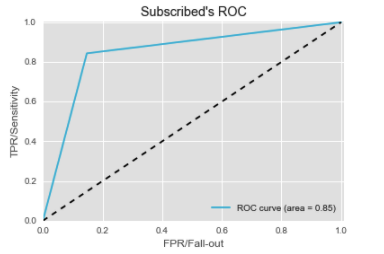 Subscribed's ROC
1.0
0.8
0.6
0.4
0.2
0.0
TPR/Sensitivity
ROC curve (area = 0.85)
0.0 0.2 0.4 0.6 0.8 1.0
FPR/Fall-out